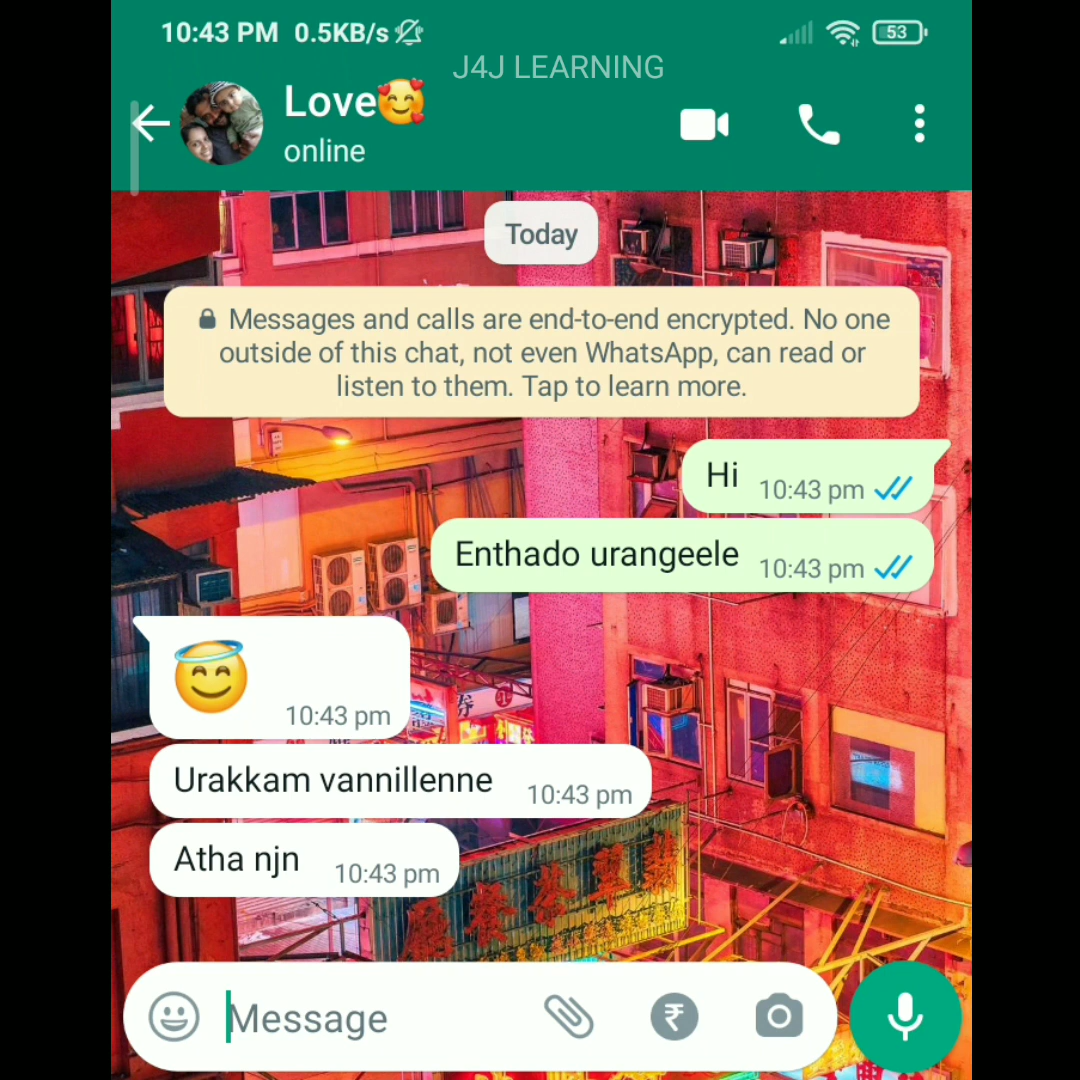 10:43 PM 0.5KB/s 53
J4J LEARNING
Love🥰
online
Today
Messages and calls are end-to-end encrypted. No one
outside of this chat, not even WhatsApp, can read or
listen to them. Tap to learn more.
Hi 10:43 pm
Enthado urangeele 10:43 pm
😇 10:43 pm
Urakkam vannillenne 10:43 pm
Atha njn 10:43 pm
Message